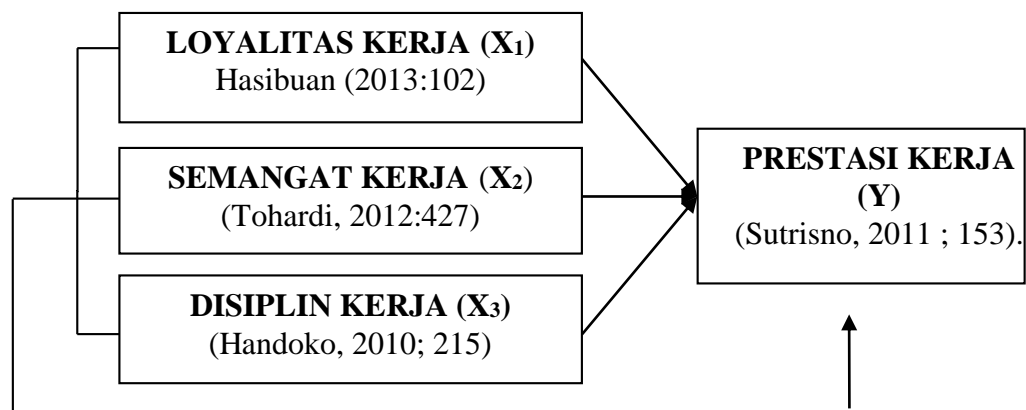 LOYALITAS KERJA (X1)
Hasibuan (2013:102)
SEMANGAT KERJA (X2)
(Tohardi, 2012:427)
DISIPLIN KERJA (X3)
(Handoko, 2010; 215)
PRESTASI KERJA
(Y)
(Sutrisno, 2011 ; 153).